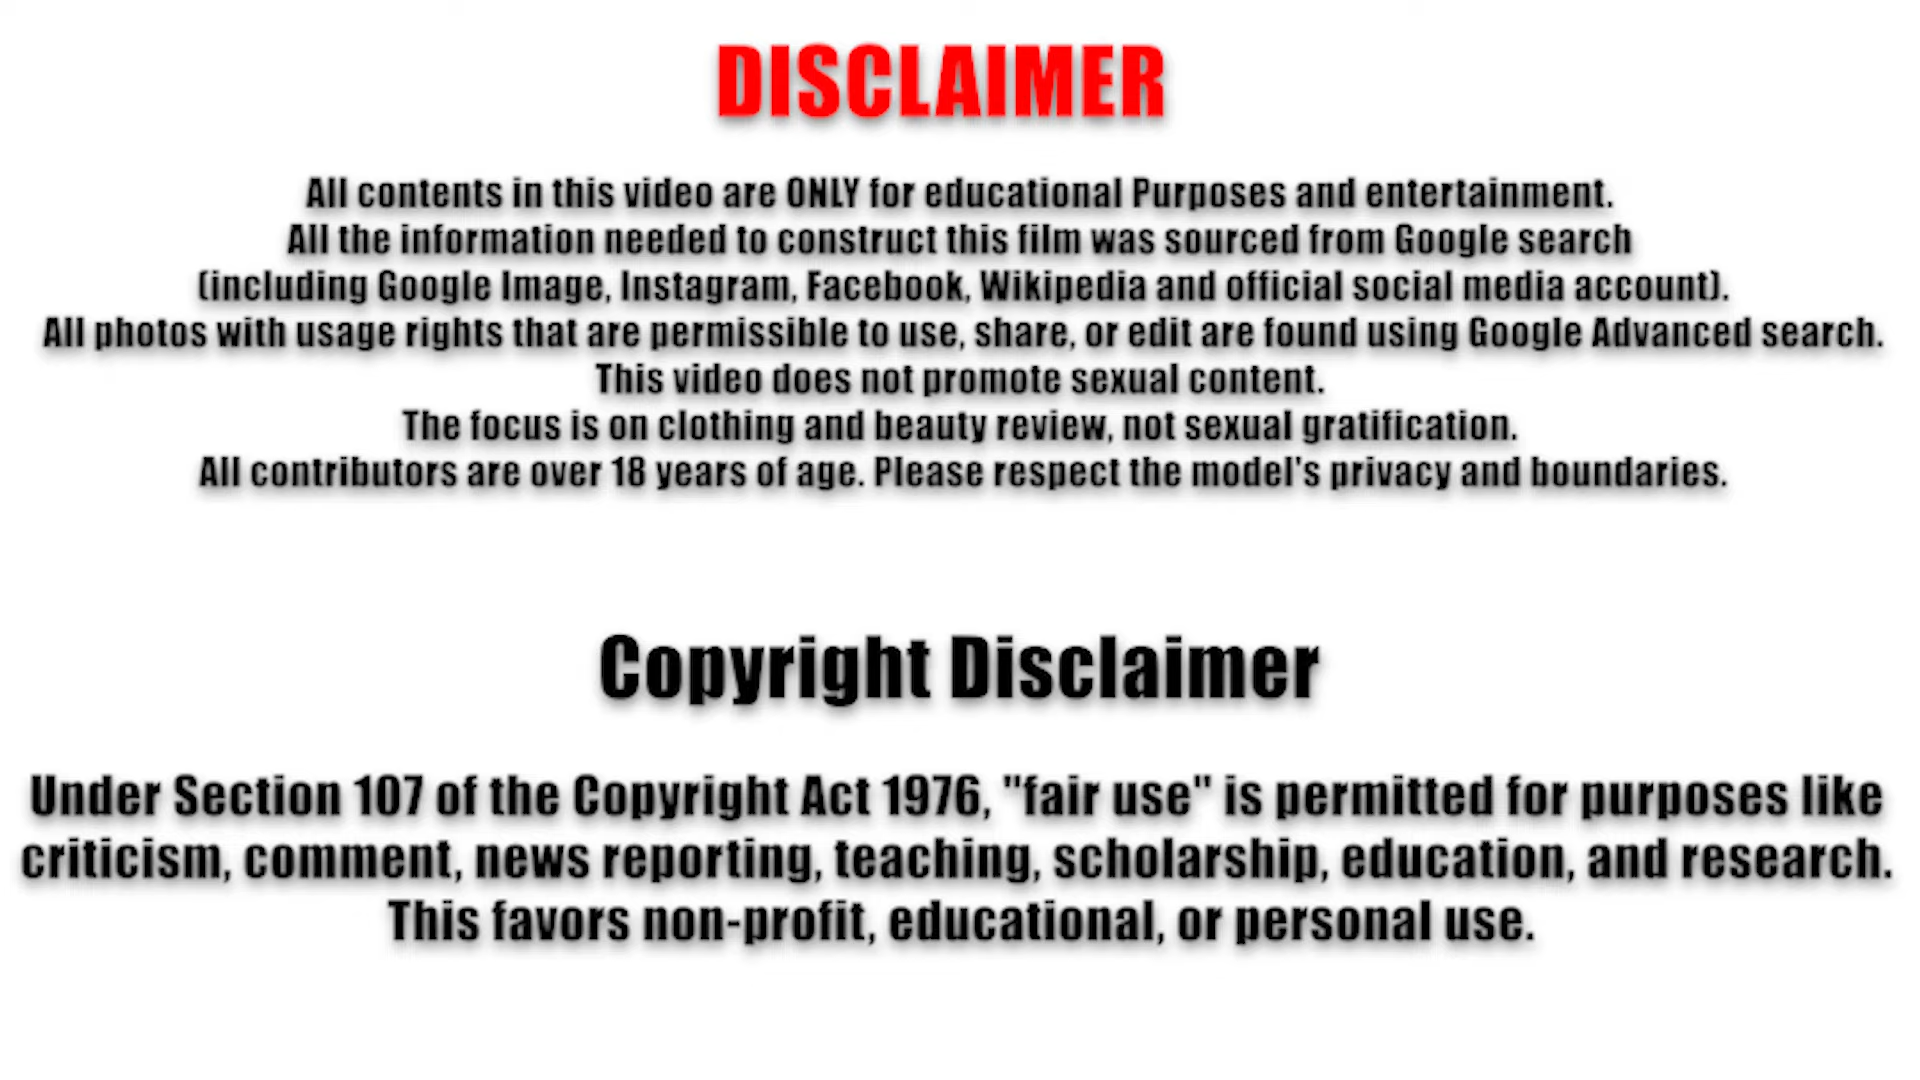 DISCLAIMER
All contents in this video are ONLY for educational Purposes and entertainment.
All the information needed to construct this film was sourced from Google search
(including Google Image, Instagram, Facebook, Wikipedia and official social media account).
All photos with usage rights that are permissible to use, share, or edit are found using Google Advanced search.
This video does not promote sexual content.
The focus is on clothing and beauty review, not sexual gratification.
All contributors are over 18 years of age. Please respect the model's privacy and boundaries.
Copyright Disclaimer
Under Section 107 of the Copyright Act 1976, "fair use" is permitted for purposes like
criticism, comment, news reporting, teaching, scholarship, education, and research.
This favors non-profit, educational, or personal use.